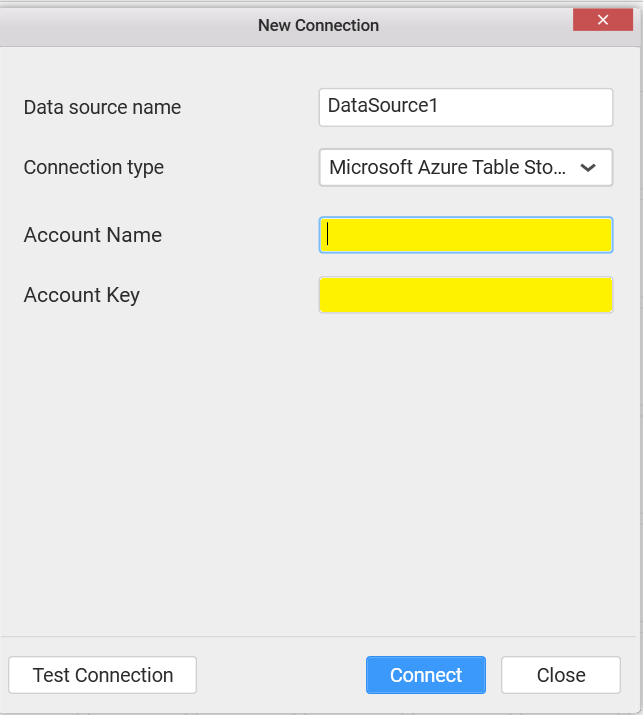 New Connection
Data source name
DataSource1
Connection type
Microsoft Azure Table Sto...
Account Name
Account Key
Test Connection
Connect
Close